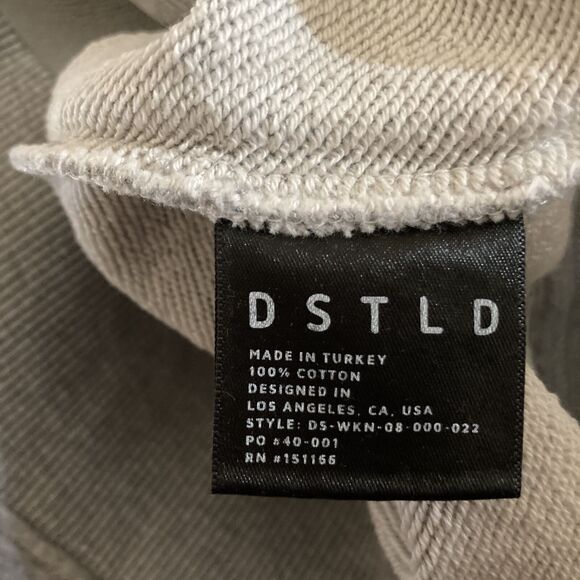 DSTLD
MADE IN TURKEY
100% COTTON
DESIGNED IN
LOS ANGELES, CA, USA
STYLE: DS-WKN-08-000-022
PO #40-001
RN #151166